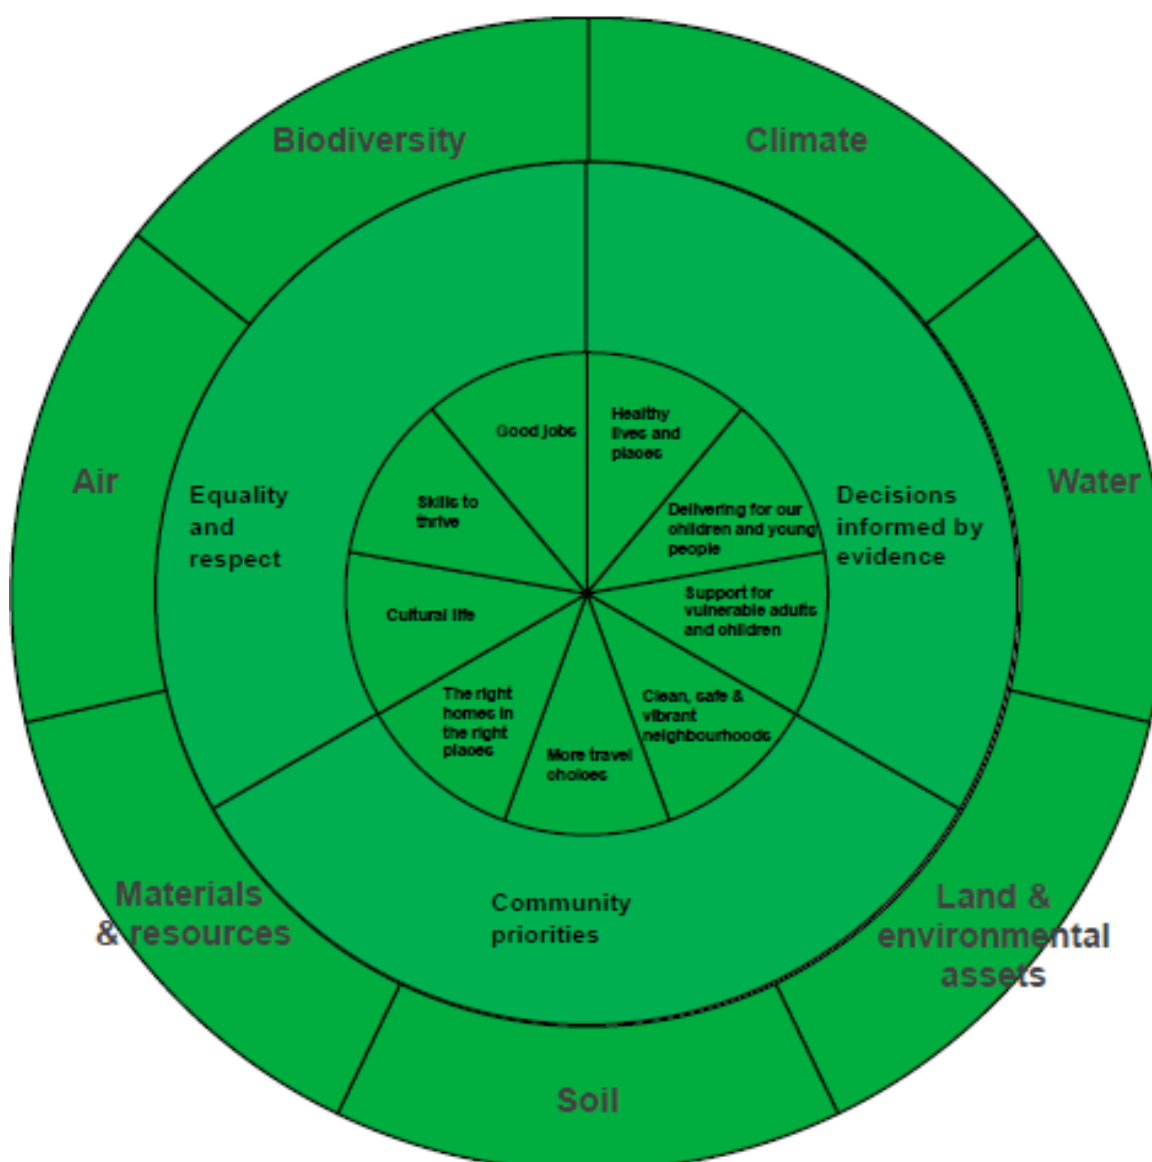 Biodiversity
Climate
Air
Water
Materials
& resources
Land &
environmental
assets
Soil
Equality
and
respect
Decisions
informed by
evidence
Community
priorities
Good jobs
Healthy
lives and
places
Skills to
thrive
Delivering for our
children and young
people
Cultural life
Support for
vulnerable adults
and children
The right
homes in
the right
places
More travel
choices
Clean, safe &
vibrant
neighbourhoods